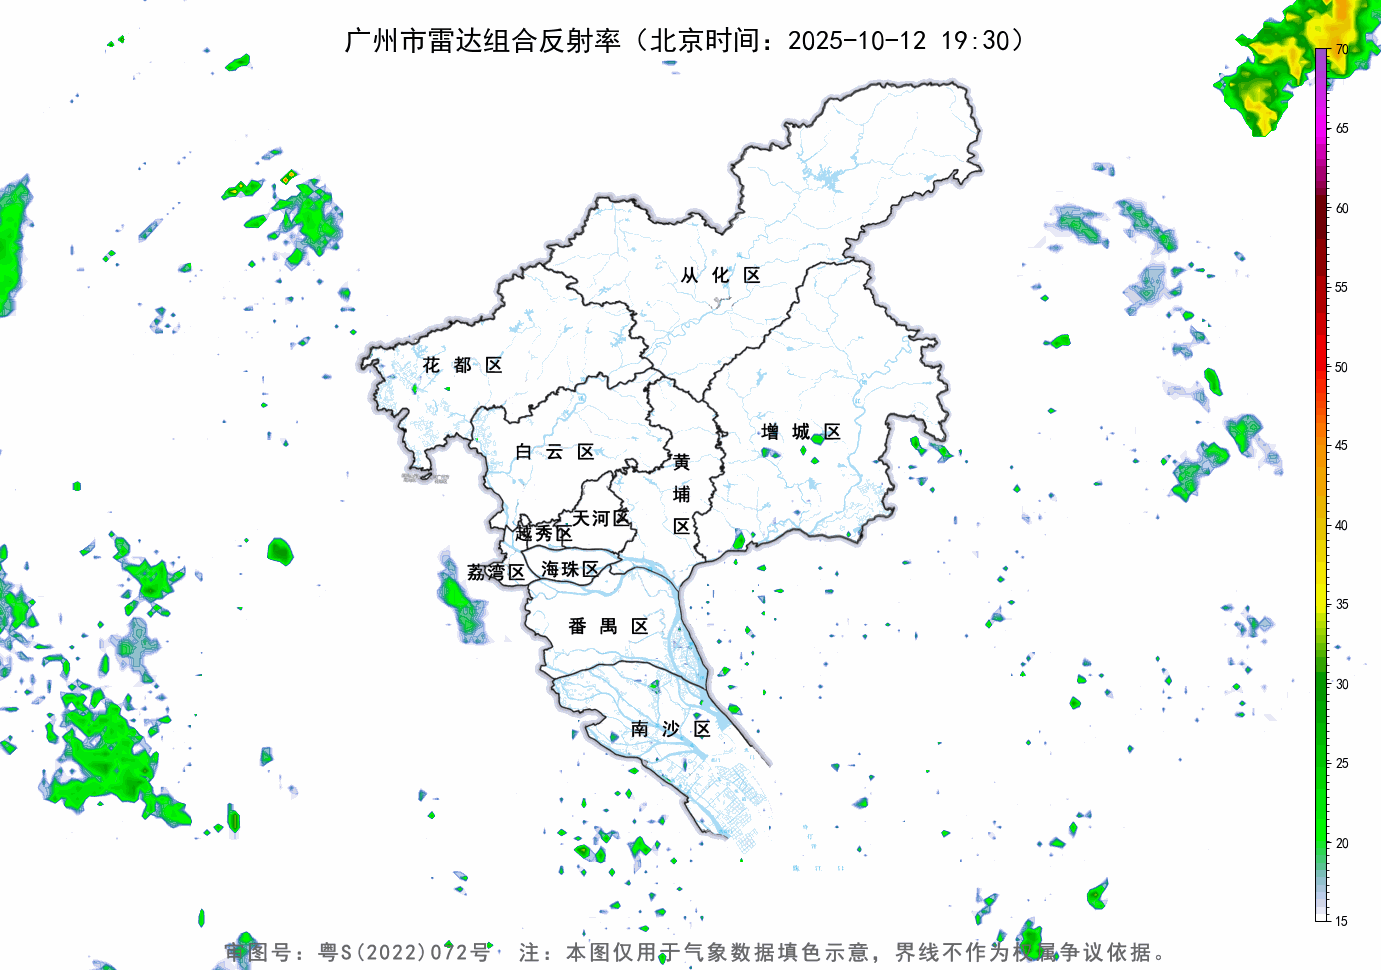 广州市雷达组合反射率（北京时间：2025-10-12 19:30）
70
65
60
55
50
45
40
35
30
25
20
15
从化区
花都区
增城区
白云区
黄埔区
天河区
越秀区
荔湾区
海珠区
番禺区
南沙区
审图号：粤S(2022)072号 注：本图仅用于气象数据填色示意，界线不作为权属争议依据。